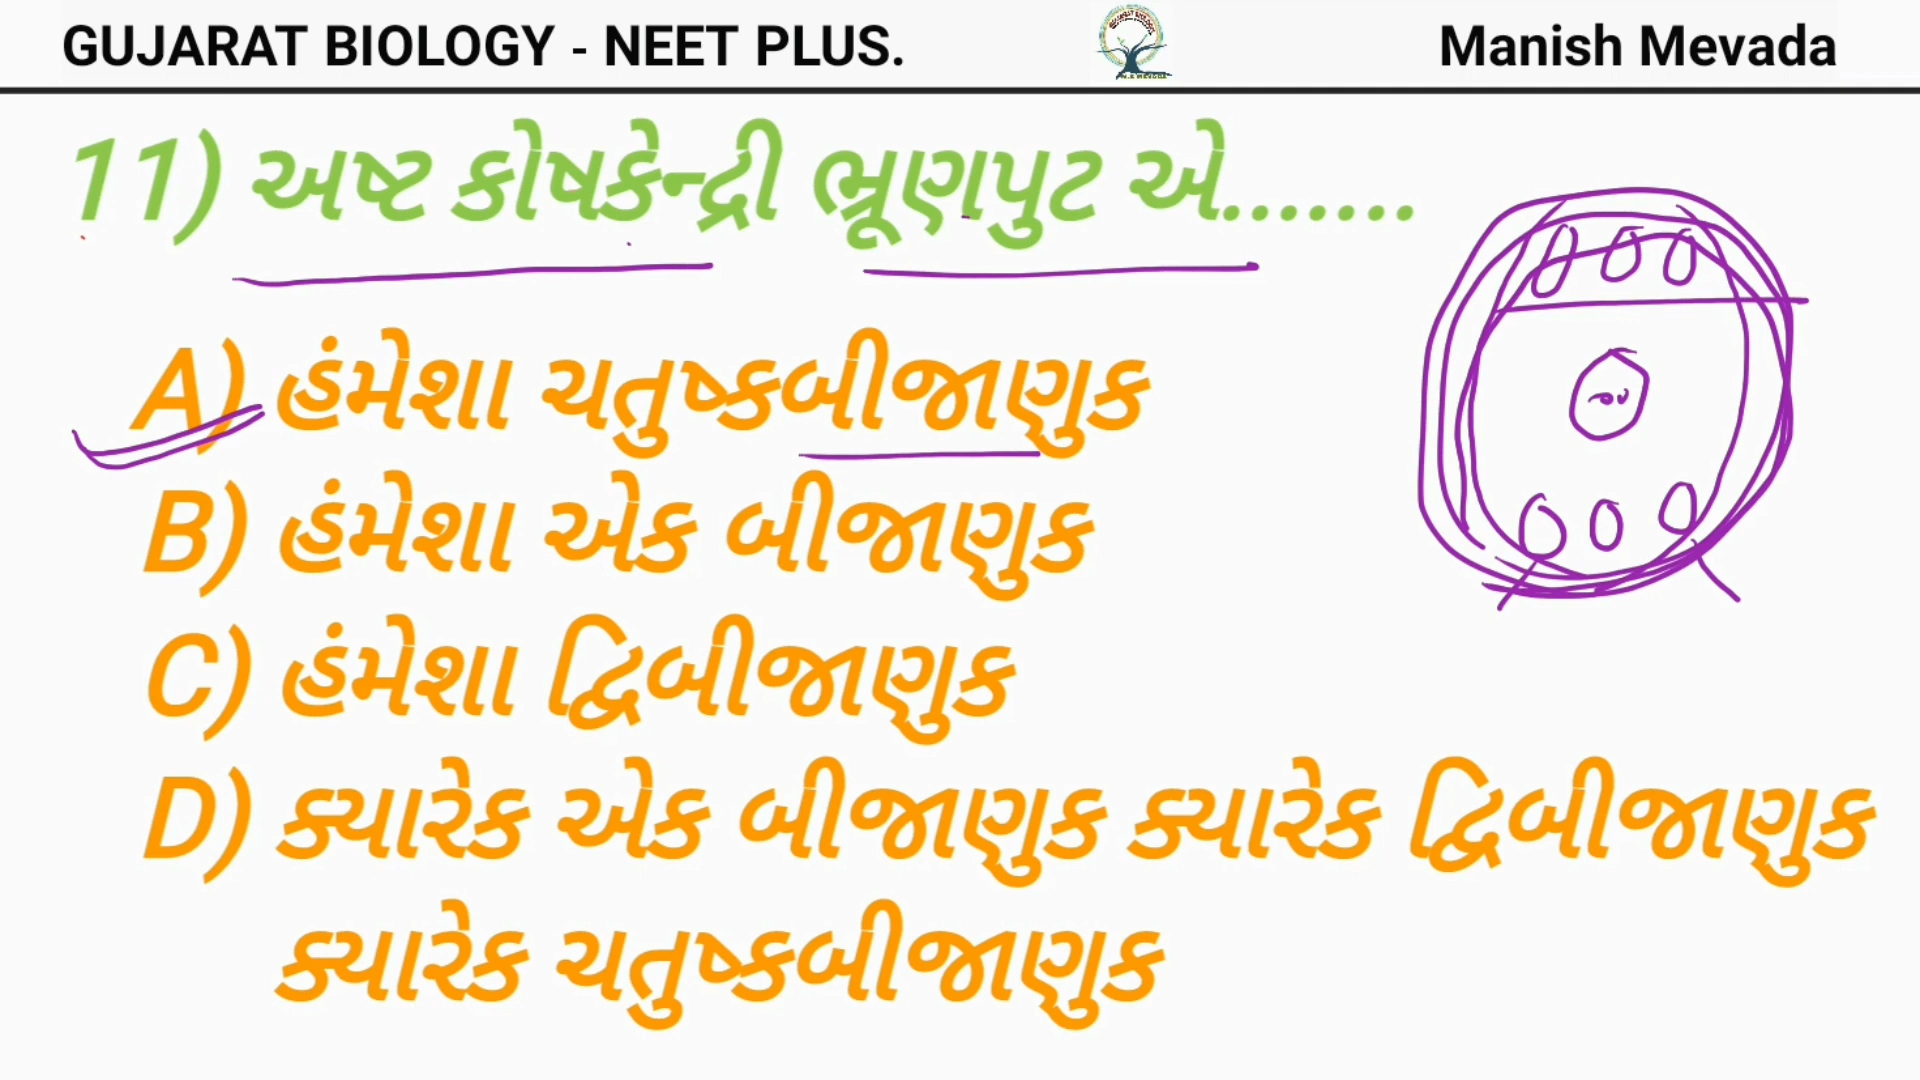 GUJARAT BIOLOGY - NEET PLUS.
Manish Mevada
11) અષ્ટ કોષકેન્દ્રી ભ્રૂણપુટ એ.......
A) હંમેશા ચતુષ્કબીજાણુક
B) હંમેશા એક બીજાણુક
C) હંમેશા દ્વિબીજાણુક
D) ક્યારેક એક બીજાણુક ક્યારેક દ્વિબીજાણુક
ક્યારેક ચતુષ્કબીજાણુક